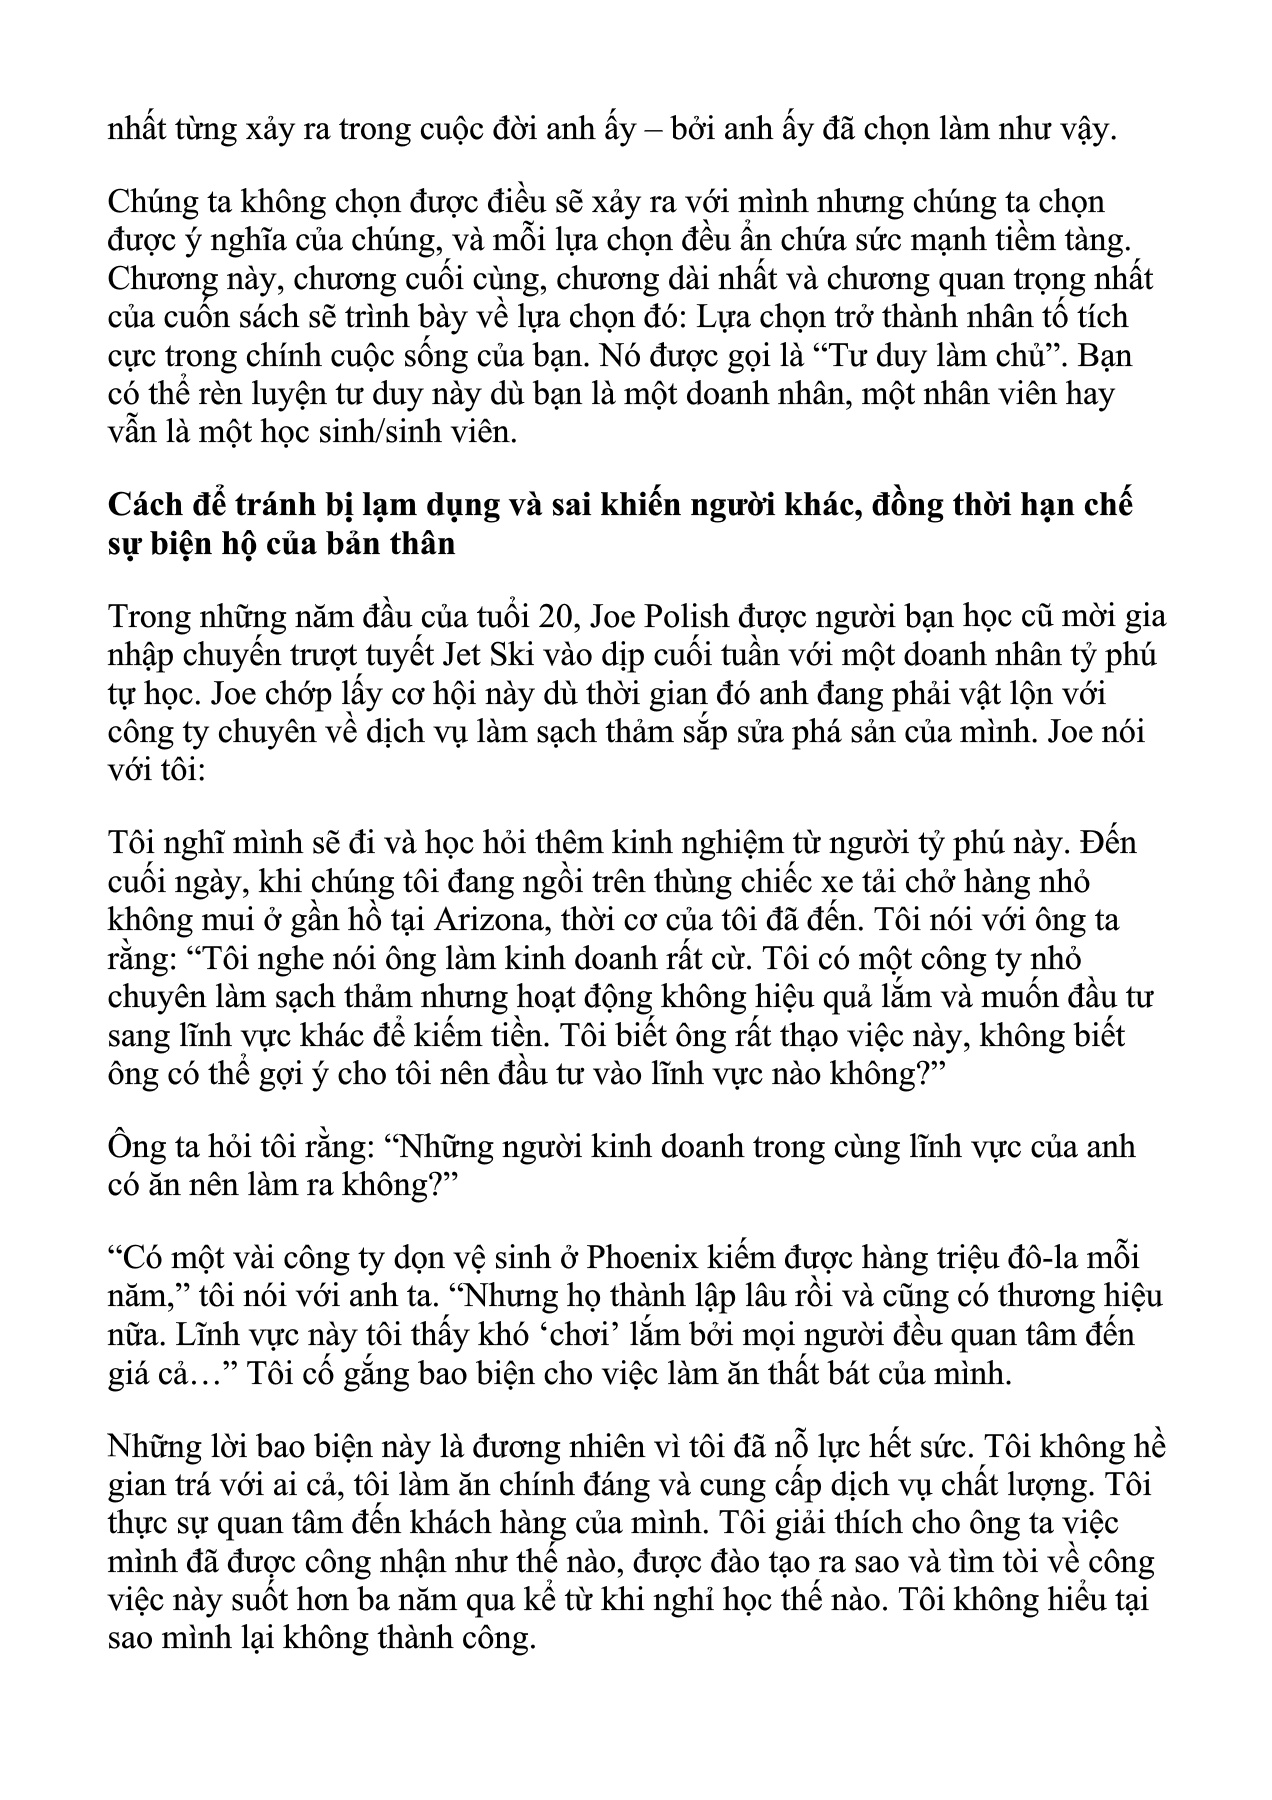 nhất từng xảy ra trong cuộc đời anh ấy – bởi anh ấy đã chọn làm như vậy.
Chúng ta không chọn được điều sẽ xảy ra với mình nhưng chúng ta chọn
được ý nghĩa của chúng, và mỗi lựa chọn đều ẩn chứa sức mạnh tiềm tàng.
Chương này, chương cuối cùng, chương dài nhất và chương quan trọng nhất
của cuốn sách sẽ trình bày về lựa chọn đó: Lựa chọn trở thành nhân tố tích
cực trong chính cuộc sống của bạn. Nó được gọi là “Tư duy làm chủ”. Bạn
có thể rèn luyện tư duy này dù bạn là một doanh nhân, một nhân viên hay
vẫn là một học sinh/sinh viên.
Cách để tránh bị lạm dụng và sai khiến người khác, đồng thời hạn chế
sự biện hộ của bản thân
Trong những năm đầu của tuổi 20, Joe Polish được người bạn học cũ mời gia
nhập chuyến trượt tuyết Jet Ski vào dịp cuối tuần với một doanh nhân tỷ phú
tự học. Joe chớp lấy cơ hội này dù thời gian đó anh đang phải vật lộn với
công ty chuyên về dịch vụ làm sạch thảm sắp sửa phá sản của mình. Joe nói
với tôi:
Tôi nghĩ mình sẽ đi và học hỏi thêm kinh nghiệm từ người tỷ phú này. Đến
cuối ngày, khi chúng tôi đang ngồi trên thùng chiếc xe tải chở hàng nhỏ
không mui ở gần hồ tại Arizona, thời cơ của tôi đã đến. Tôi nói với ông ta
rằng: “Tôi nghe nói ông làm kinh doanh rất cừ. Tôi có một công ty nhỏ
chuyên làm sạch thảm nhưng hoạt động không hiệu quả lắm và muốn đầu tư
sang lĩnh vực khác để kiếm tiền. Tôi biết ông rất thạo việc này, không biết
ông có thể gợi ý cho tôi nên đầu tư vào lĩnh vực nào không?”
Ông ta hỏi tôi rằng: “Những người kinh doanh trong cùng lĩnh vực của anh
có ăn nên làm ra không?”
“Có một vài công ty dọn vệ sinh ở Phoenix kiếm được hàng triệu đô-la mỗi
năm,” tôi nói với anh ta. “Nhưng họ thành lập lâu rồi và cũng có thương hiệu
nữa. Lĩnh vực này tôi thấy khó ‘chơi’ lắm bởi mọi người đều quan tâm đến
giá cả…” Tôi cố gắng bao biện cho việc làm ăn thất bát của mình.
Những lời bao biện này là đương nhiên vì tôi đã nỗ lực hết sức. Tôi không hề
gian trá với ai cả, tôi làm ăn chính đáng và cung cấp dịch vụ chất lượng. Tôi
thực sự quan tâm đến khách hàng của mình. Tôi giải thích cho ông ta việc
mình đã được công nhận như thế nào, được đào tạo ra sao và tìm tòi về công
việc này suốt hơn ba năm qua kể từ khi nghỉ học thế nào. Tôi không hiểu tại
sao mình lại không thành công.